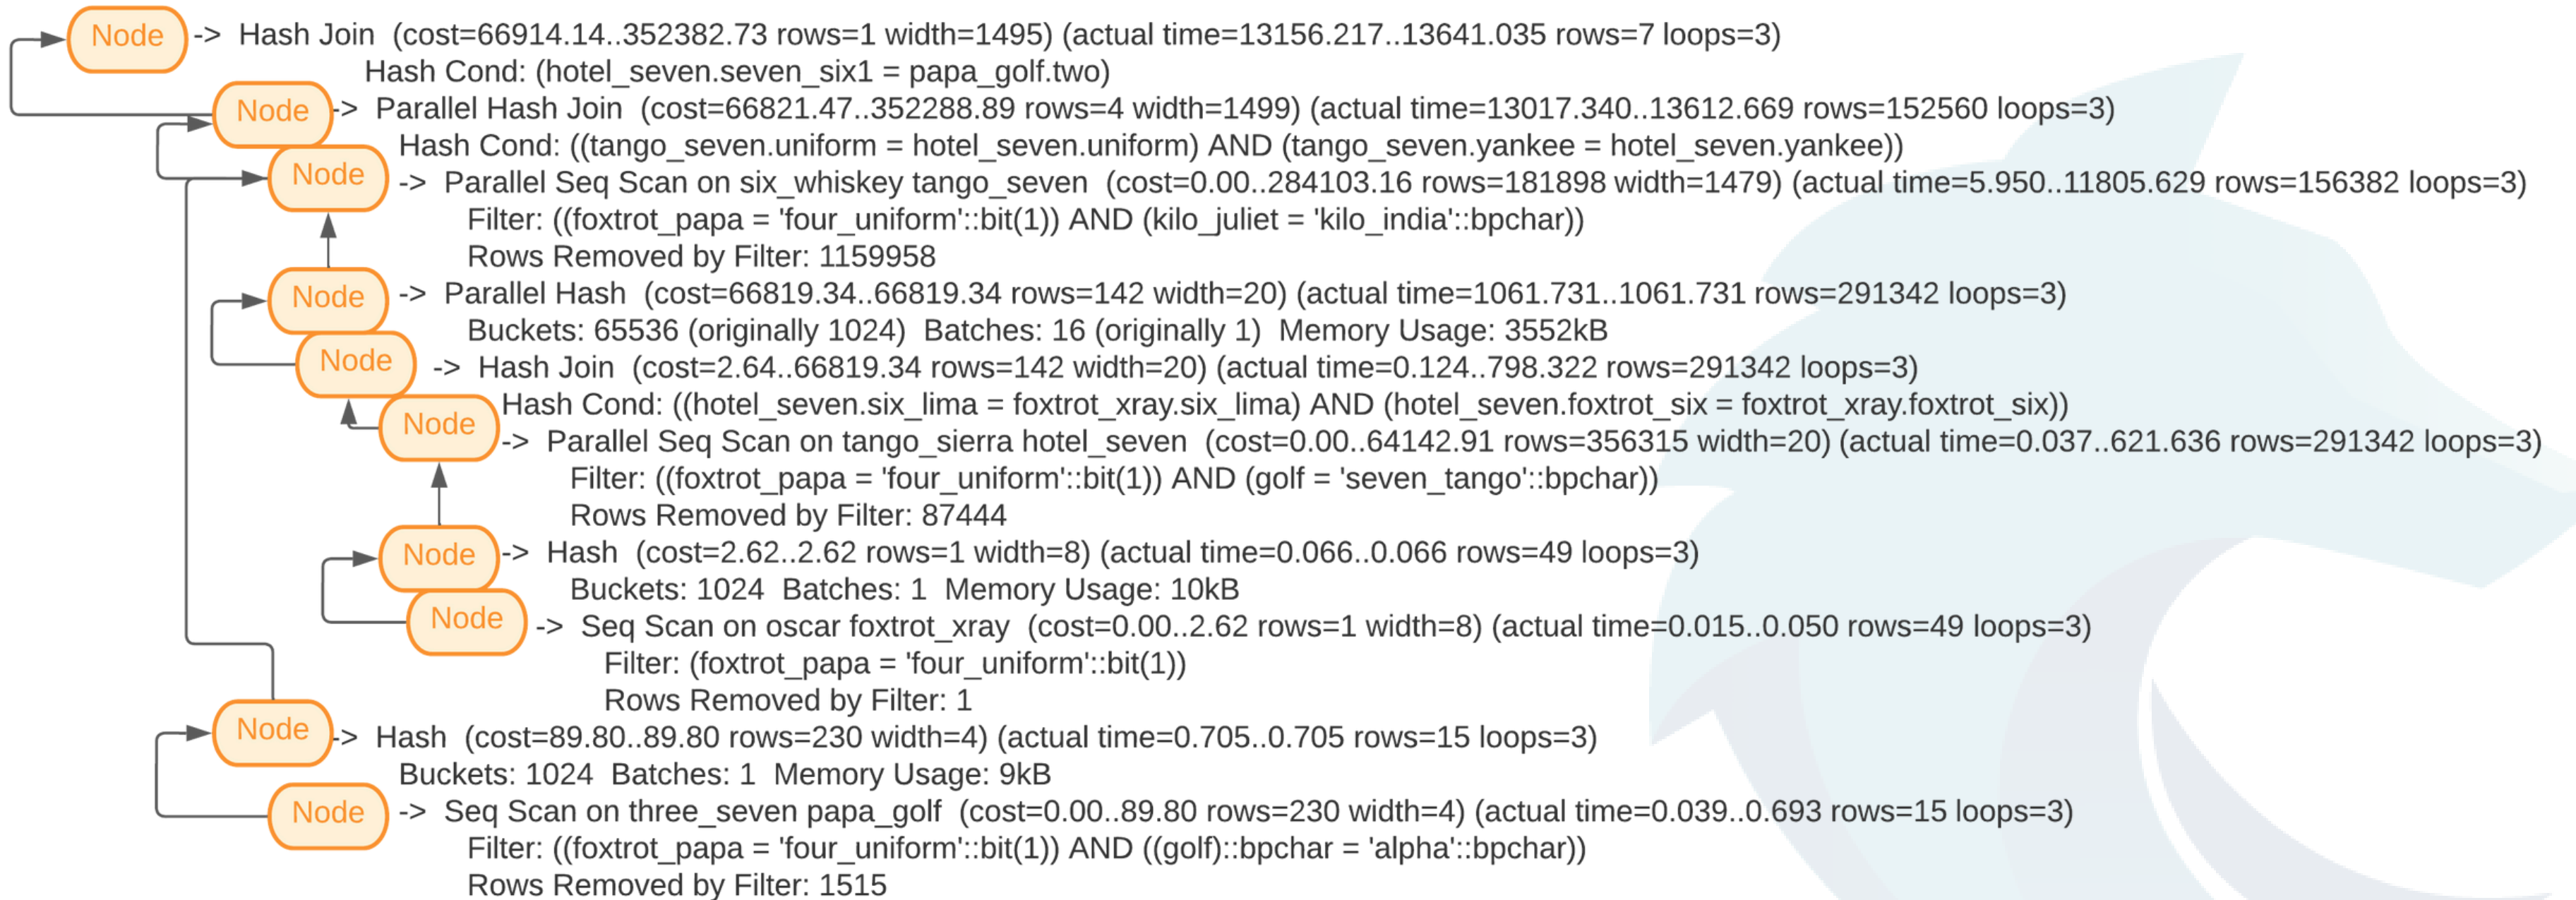 Node -> Hash Join (cost=66914.14..352382.73 rows=1 width=1495) (actual time=13156.217..13641.035 rows=7 loops=3)
Hash Cond: (hotel_seven.seven_six1 = papa_golf.two)
Node -> Parallel Hash Join (cost=66821.47..352288.89 rows=4 width=1499) (actual time=13017.340..13612.669 rows=152560 loops=3)
Hash Cond: ((tango_seven.uniform = hotel_seven.uniform) AND (tango_seven.yankee = hotel_seven.yankee))
Node -> Parallel Seq Scan on six_whiskey tango_seven (cost=0.00..284103.16 rows=181898 width=1479) (actual time=5.950..11805.629 rows=156382 loops=3)
Filter: ((foxtrot_papa = 'four_uniform'::bit(1)) AND (kilo_juliet = 'kilo_india'::bpchar))
Rows Removed by Filter: 1159958
Node -> Parallel Hash (cost=66819.34..66819.34 rows=142 width=20) (actual time=1061.731..1061.731 rows=291342 loops=3)
Buckets: 65536 (originally 1024) Batches: 16 (originally 1) Memory Usage: 3552kB
Node -> Hash Join (cost=2.64..66819.34 rows=142 width=20) (actual time=0.124..798.322 rows=291342 loops=3)
Hash Cond: ((hotel_seven.six_lima = foxtrot_xray.six_lima) AND (hotel_seven.foxtrot_six = foxtrot_xray.foxtrot_six))
Node -> Parallel Seq Scan on tango_sierra hotel_seven (cost=0.00..64142.91 rows=356315 width=20) (actual time=0.037..621.636 rows=291342 loops=3)
Filter: ((foxtrot_papa = 'four_uniform'::bit(1)) AND (golf = 'seven_tango'::bpchar))
Rows Removed by Filter: 87444
Node -> Hash (cost=2.62..2.62 rows=1 width=8) (actual time=0.066..0.066 rows=49 loops=3)
Buckets: 1024 Batches: 1 Memory Usage: 10kB
Node -> Seq Scan on oscar foxtrot_xray (cost=0.00..2.62 rows=1 width=8) (actual time=0.015..0.050 rows=49 loops=3)
Filter: (foxtrot_papa = 'four_uniform'::bit(1))
Rows Removed by Filter: 1
Node -> Hash (cost=89.80..89.80 rows=230 width=4) (actual time=0.705..0.705 rows=15 loops=3)
Buckets: 1024 Batches: 1 Memory Usage: 9kB
Node -> Seq Scan on three_seven papa_golf (cost=0.00..89.80 rows=230 width=4) (actual time=0.039..0.693 rows=15 loops=3)
Filter: ((foxtrot_papa = 'four_uniform'::bit(1)) AND ((golf)::bpchar = 'alpha'::bpchar))
Rows Removed by Filter: 1515